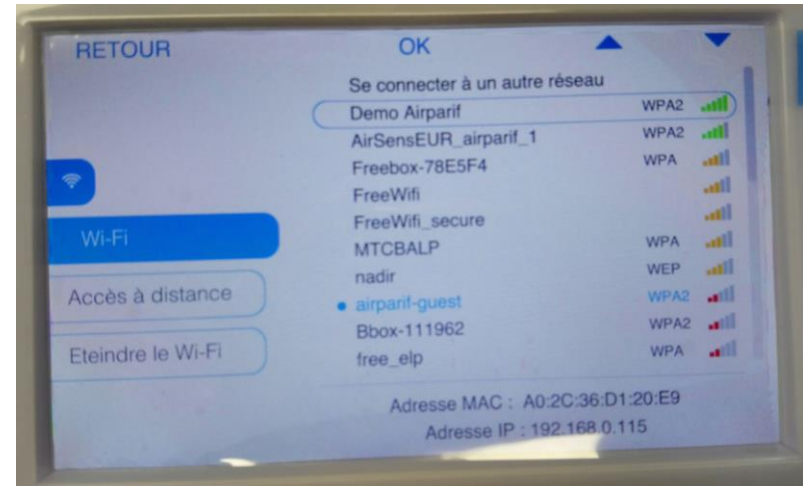 RETOUR OK
Se connecter à un autre réseau
Demo Airparif WPA2
AirSensEUR_airparif_1 WPA2
Freebox-78E5F4 WPA
FreeWifi
FreeWifi_secure
Wi-Fi
MTCBALP WPA
nadir WEP
Accès à distance
airparif-guest WPA2
Bbox-111962 WPA2
Eteindre le Wi-Fi
free_elp WPA
Adresse MAC : A0:2C:36:D1:20:E9
Adresse IP : 192.168.0.115